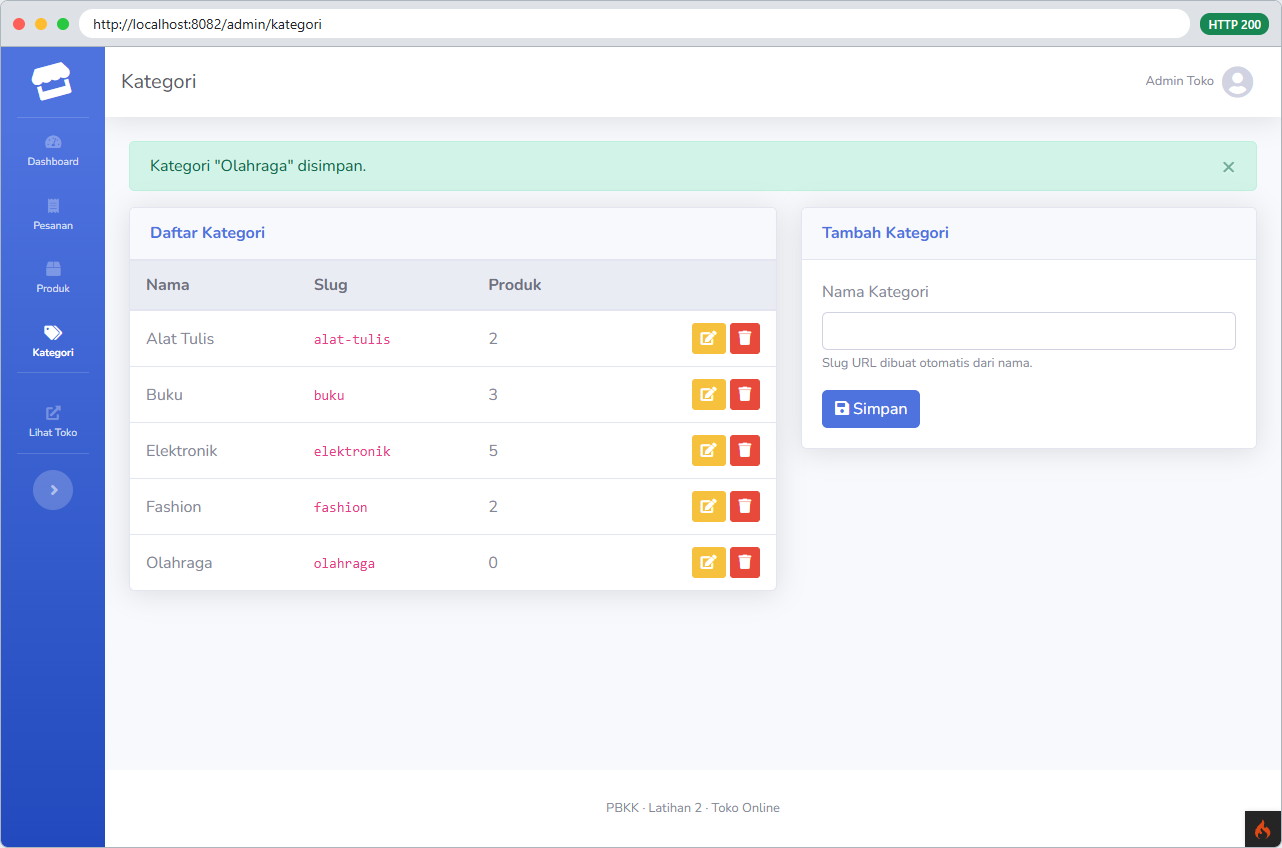 http://localhost:8082/admin/kategori
HTTP 200
Kategori
Admin Toko
Dashboard
Pesanan
Produk
Kategori
Lihat Toko
Kategori "Olahraga" disimpan.
×
Daftar Kategori
Nama Slug Produk
Alat Tulis alat-tulis 2
Buku buku 3
Elektronik elektronik 5
Fashion fashion 2
Olahraga olahraga 0
Tambah Kategori
Nama Kategori
Slug URL dibuat otomatis dari nama.
Simpan
PBKK · Latihan 2 · Toko Online